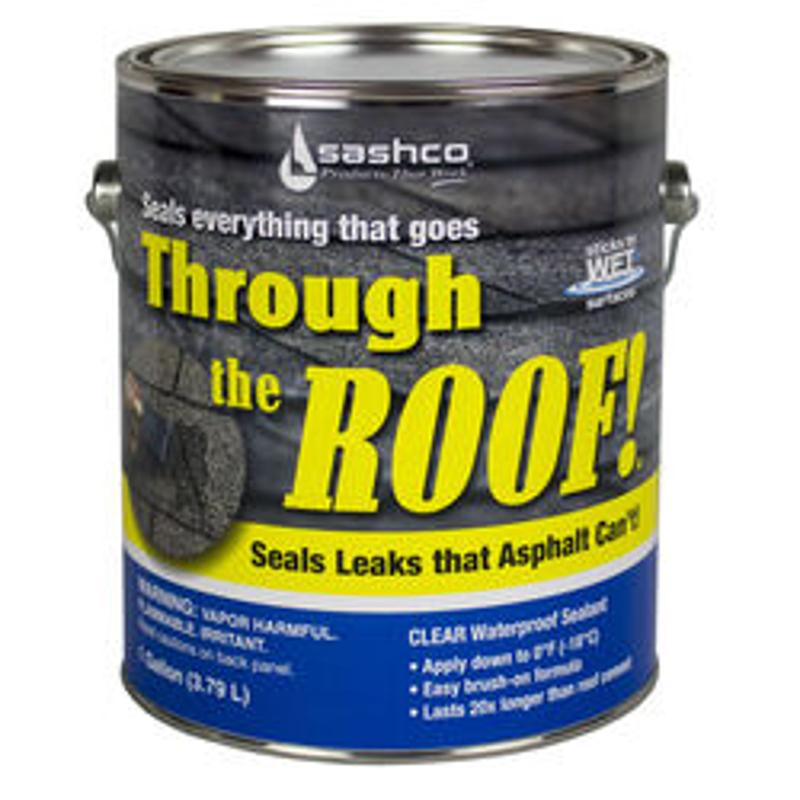 sashco
Products That Work
Seals everything that goes
Through
the ROOF!
sticks to
WET
surfaces
Seals Leaks that Asphalt Can't!
WARNING: VAPOR HARMFUL.
FLAMMABLE. IRRITANT.
Read cautions on back panel.
1 Gallon (3.79 L)
CLEAR Waterproof Sealant
• Apply down to 0°F (-18°C)
• Easy brush-on formula
• Lasts 20x longer than roof cement